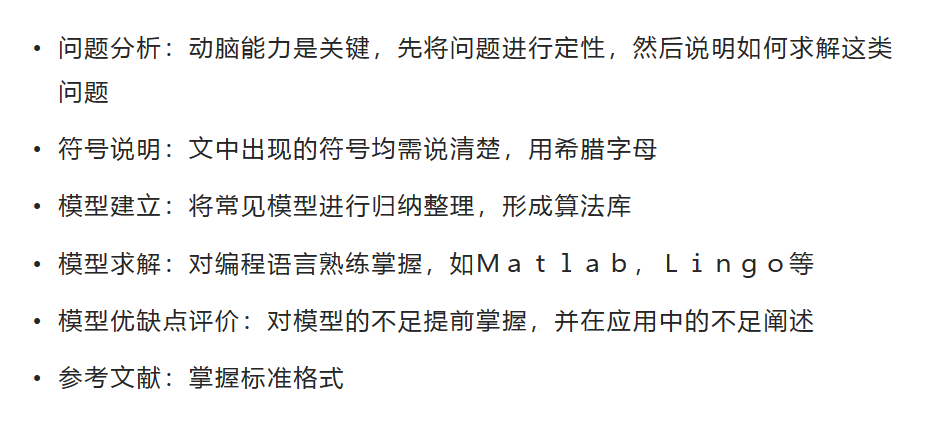 • 问题分析：动脑能力是关键，先将问题进行定性，然后说明如何求解这类
问题
• 符号说明：文中出现的符号均需说清楚，用希腊字母
• 模型建立：将常见模型进行归纳整理，形成算法库
• 模型求解：对编程语言熟练掌握，如Ｍａｔｌａｂ，Ｌｉｎｇｏ等
• 模型优缺点评价：对模型的不足提前掌握，并在应用中的不足阐述
• 参考文献：掌握标准格式